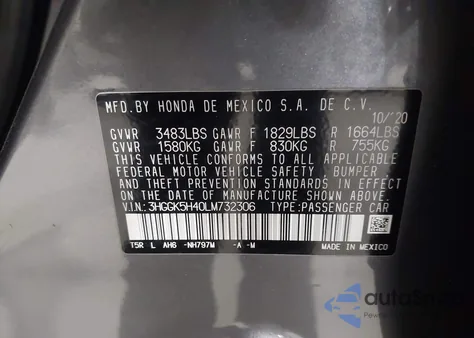 MFD.BY HONDA DE MEXICO S.A. DE C.V.
10/'20
GVWR 3483LBS GAWR F 1829LBS R 1664LBS
GVWR 1580KG GAWR F 830KG R 755KG
THIS VEHICLE CONFORMS TO ALL APPLICABLE
FEDERAL MOTOR VEHICLE SAFETY, BUMPER,
AND THEFT PREVENTION STANDARDS IN EFFECT
ON THE DATE OF MANUFACTURE SHOWN ABOVE.
V.I.N.: 3HGGK5H40LM732306 TYPE: PASSENGER CAR
T5R L AH6 -NH797M -A -M MADE IN MEXICO